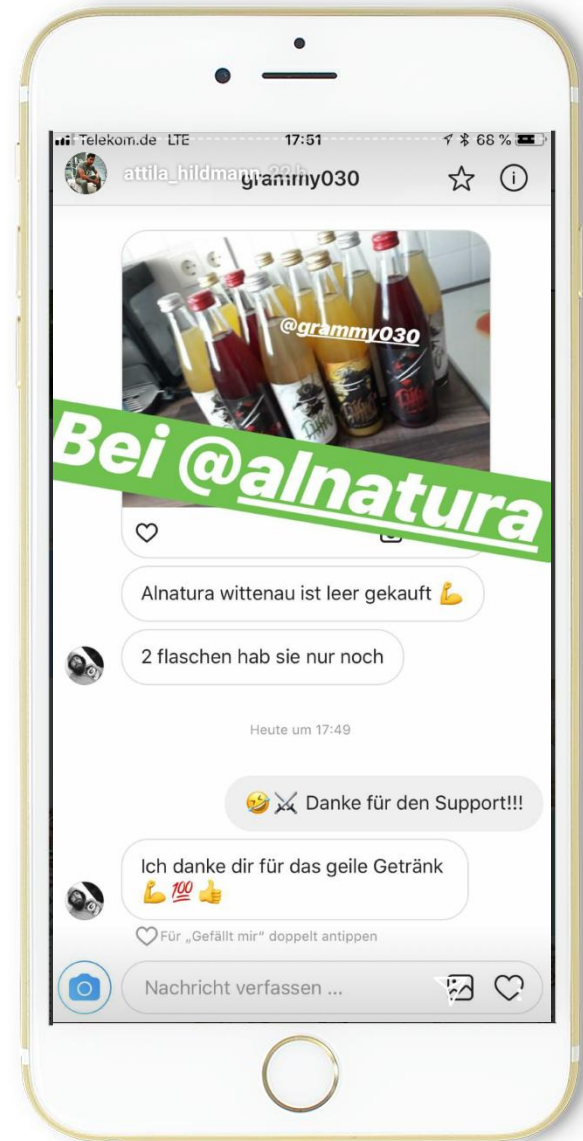 Telekom.de LTE 17:51 68 %
attila_hildmann 22 h
grammy030
@grammy030
Bei @alnatura
Alnatura wittenau ist leer gekauft 💪
2 flaschen hab sie nur noch
Heute um 17:49
🤣⚔ Danke für den Support!!!
Ich danke dir für das geile Getränk
💪 💯 👍
Für „Gefällt mir“ doppelt antippen
Nachricht verfassen ...